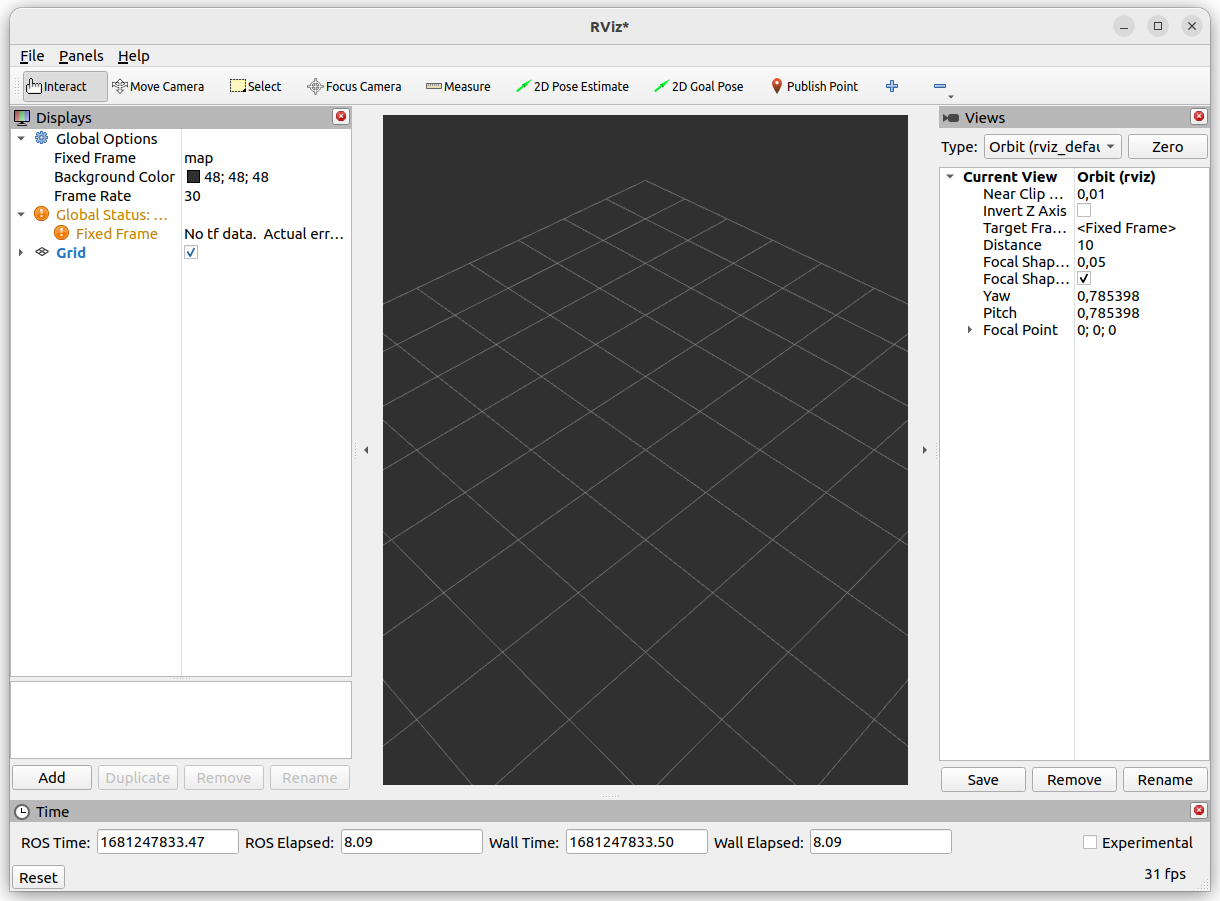 RViz*
File Panels Help
Interact Move Camera Select Focus Camera Measure 2D Pose Estimate 2D Goal Pose Publish Point
Displays
Global Options
Fixed Frame map
Background Color 48; 48; 48
Frame Rate 30
Global Status: ...
Fixed Frame No tf data. Actual err...
Grid
Add Duplicate Remove Rename
Views
Type: Orbit (rviz_defau Zero
Current View Orbit (rviz)
Near Clip ... 0,01
Invert Z Axis
Target Fra... <Fixed Frame>
Distance 10
Focal Shap... 0,05
Focal Shap...
Yaw 0,785398
Pitch 0,785398
Focal Point 0; 0; 0
Save Remove Rename
Time
ROS Time: 1681247833.47 ROS Elapsed: 8.09 Wall Time: 1681247833.50 Wall Elapsed: 8.09 Experimental
Reset 31 fps